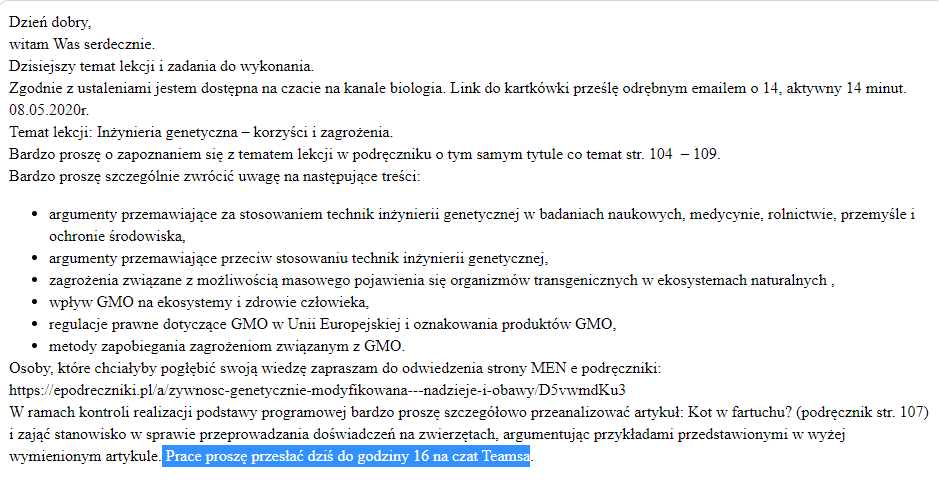 Dzień dobry,
witam Was serdecznie.
Dzisiejszy temat lekcji i zadania do wykonania.
Zgodnie z ustaleniami jestem dostępna na czacie na kanale biologia. Link do kartkówki prześlę odrębnym emailem o 14, aktywny 14 minut.
08.05.2020r.
Temat lekcji: Inżynieria genetyczna – korzyści i zagrożenia.
Bardzo proszę o zapoznaniem się z tematem lekcji w podręczniku o tym samym tytule co temat str. 104 – 109.
Bardzo proszę szczególnie zwrócić uwagę na następujące treści:
• argumenty przemawiające za stosowaniem technik inżynierii genetycznej w badaniach naukowych, medycynie, rolnictwie, przemyśle i
ochronie środowiska,
• argumenty przemawiające przeciw stosowaniu technik inżynierii genetycznej,
• zagrożenia związane z możliwością masowego pojawienia się organizmów transgenicznych w ekosystemach naturalnych ,
• wpływ GMO na ekosystemy i zdrowie człowieka,
• regulacje prawne dotyczące GMO w Unii Europejskiej i oznakowania produktów GMO,
• metody zapobiegania zagrożeniom związanym z GMO.
Osoby, które chciałyby pogłębić swoją wiedzę zapraszam do odwiedzenia strony MEN e podręczniki:
https://epodreczniki.pl/a/zywnosc-genetycznie-modyfikowana---nadzieje-i-obawy/D5vwmdKu3
W ramach kontroli realizacji podstawy programowej bardzo proszę szczegółowo przeanalizować artykuł: Kot w fartuchu? (podręcznik str. 107)
i zająć stanowisko w sprawie przeprowadzania doświadczeń na zwierzętach, argumentując przykładami przedstawionymi w wyżej
wymienionym artykule. Prace proszę przesłać dziś do godziny 16 na czat Teamsa.